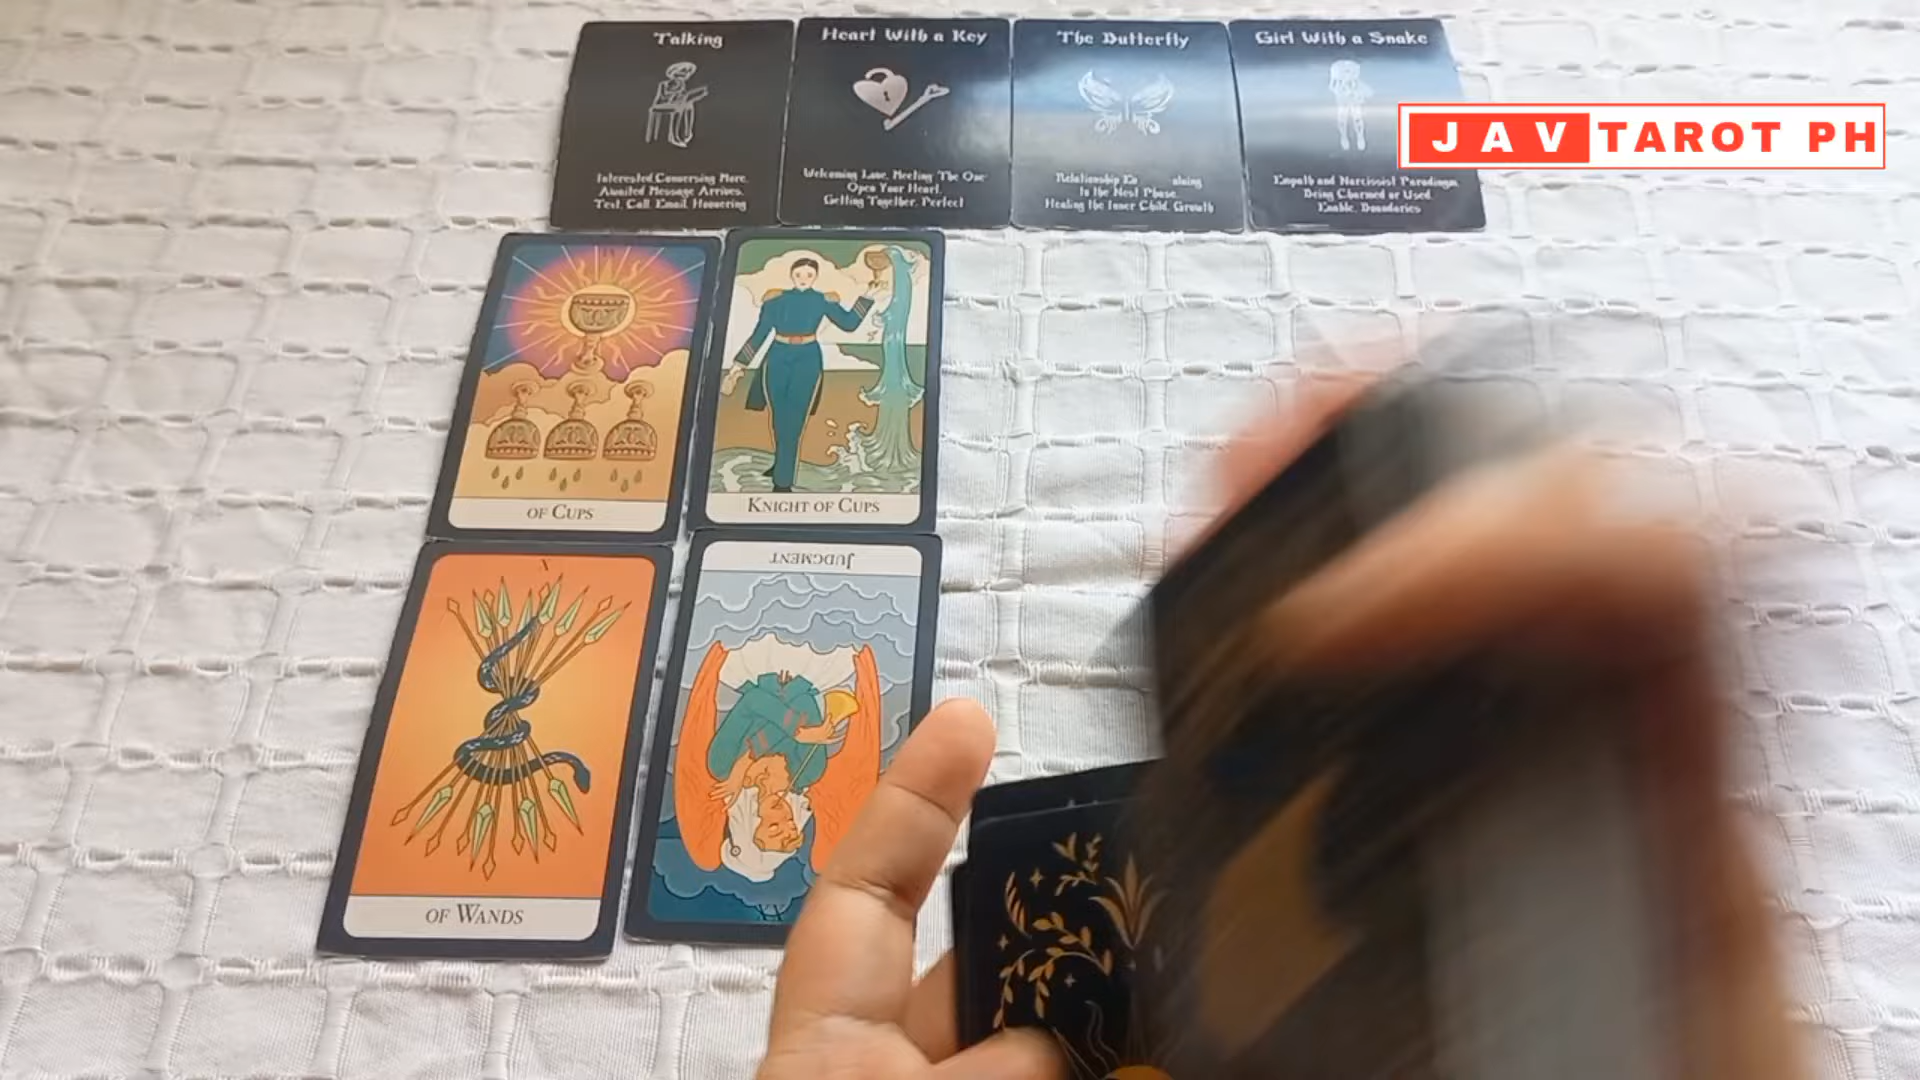 Talking
Interested Conversing More,
Awaited Message Arrives,
Text, Call, Email, Hoovering
Heart With a Key
Welcoming Love, Meeting The One
Open Your Heart,
Getting Together, Perfect
The Butterfly
Relationship
to the Next Phase,
Healing the Inner Child, Growth
Girl With a Snake
Empath and Narcissist Paradigm,
Being Charmed or Used,
Enable, Boundaries
JAV TAROT PH
OF CUPS
KNIGHT OF CUPS
X
OF WANDS
JUDGMENT